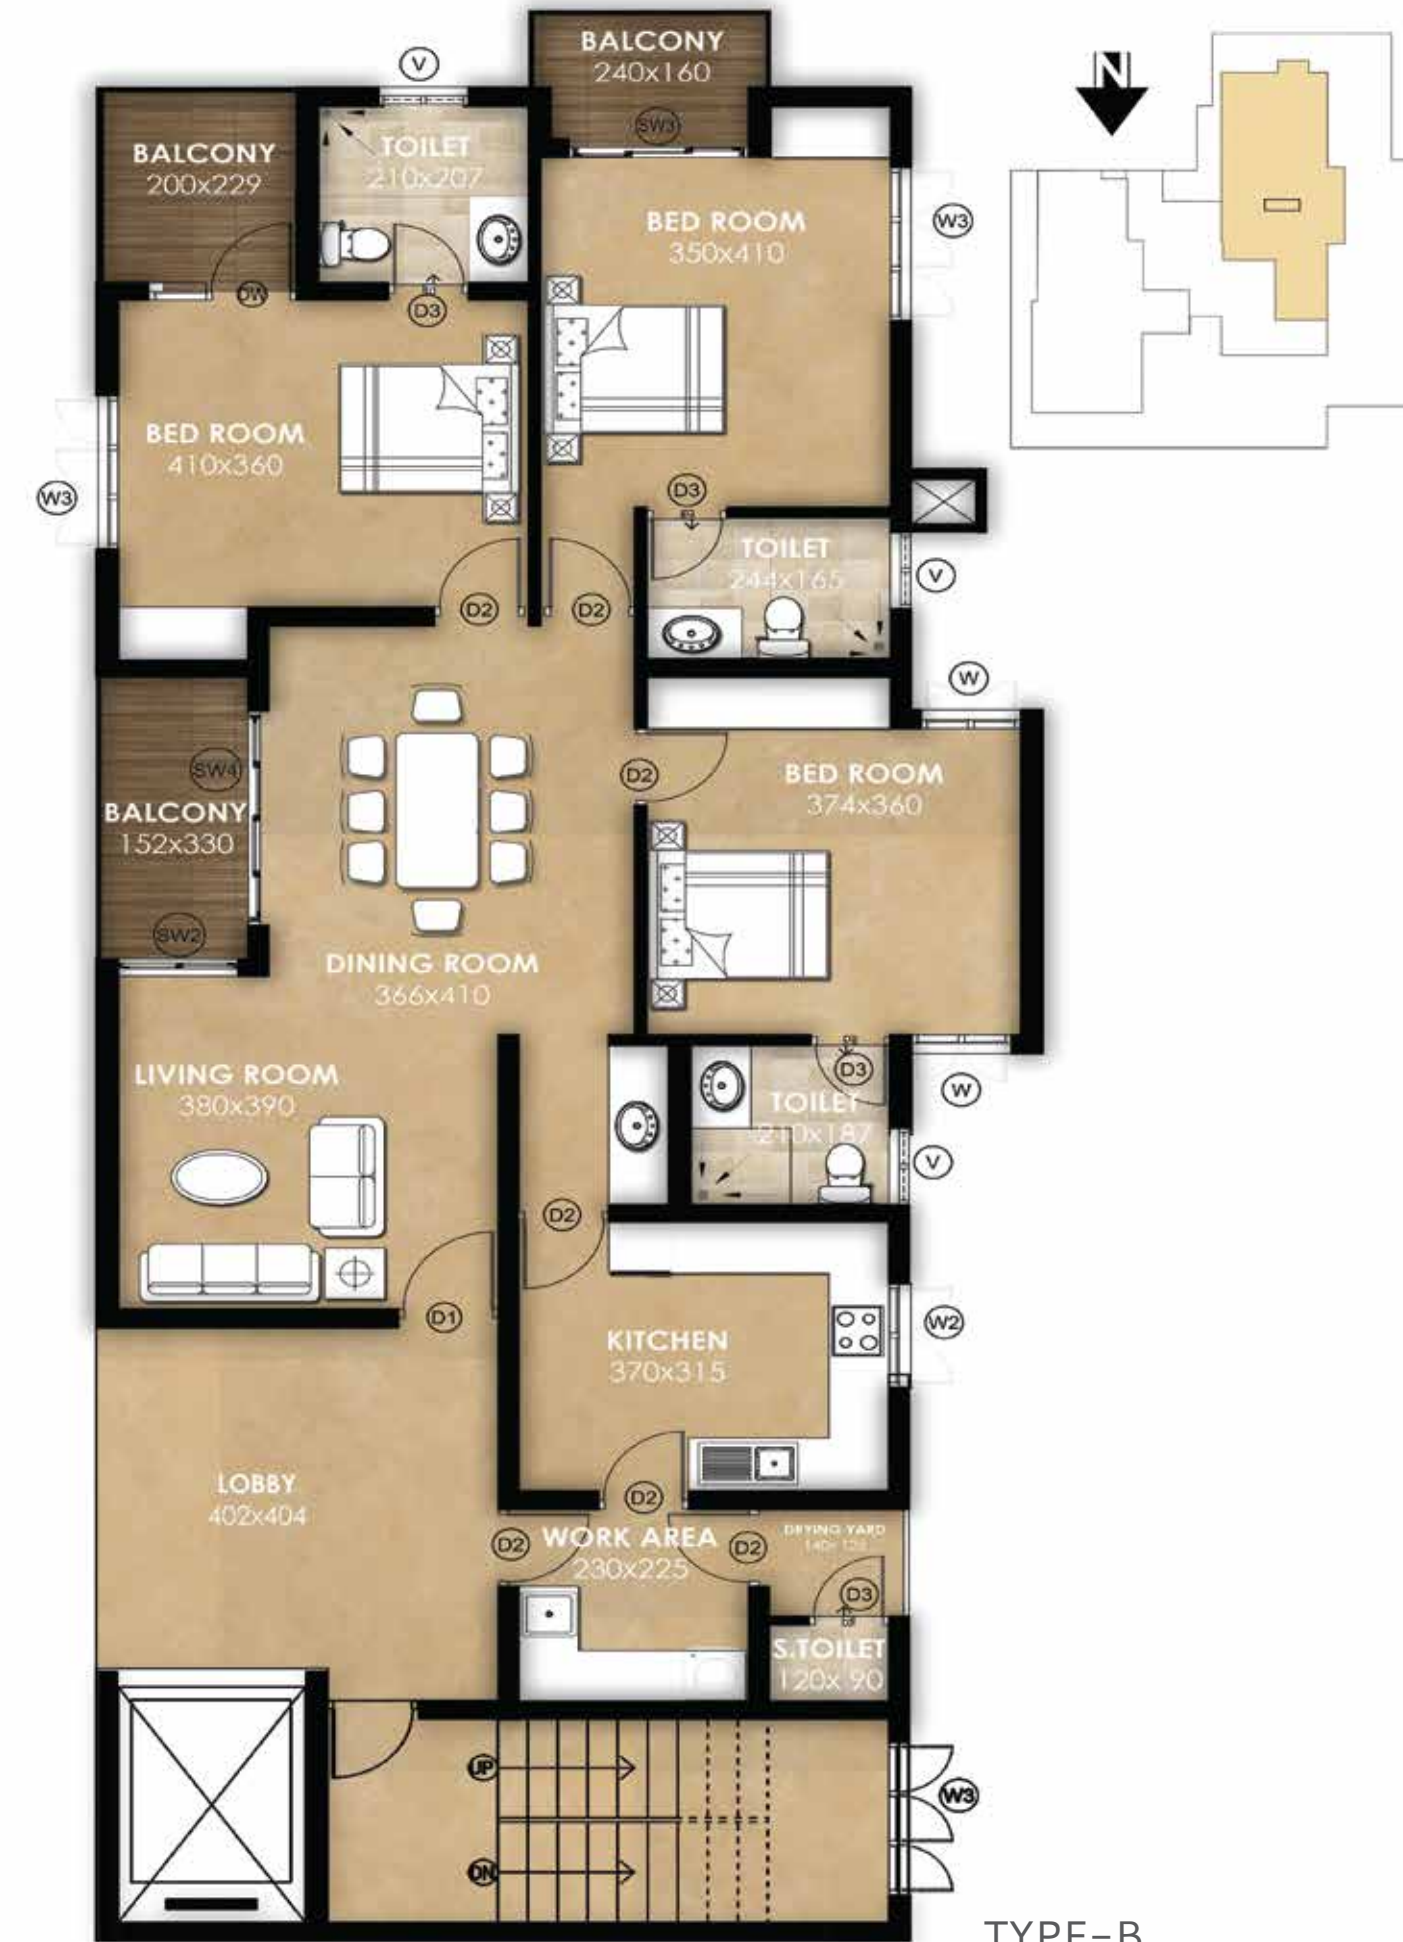 BALCONY
240x160
SW3
V
N
BALCONY
200x229
DW
TOILET
210x207
D3
BED ROOM
350x410
W3
BED ROOM
410x360
W3
D3
TOILET
244x165
V
D2
D2
W
SW4
BALCONY
152x330
SW2
D2
BED ROOM
374x360
DINING ROOM
366x410
LIVING ROOM
380x390
D3
TOILET
210x187
W
V
D2
D1
KITCHEN
370x315
W2
LOBBY
402x404
D2
D2
WORK AREA
230x225
D2
DRYING YARD
D3
S.TOILET
120x 90
UP
DN
W3
TYPE-B